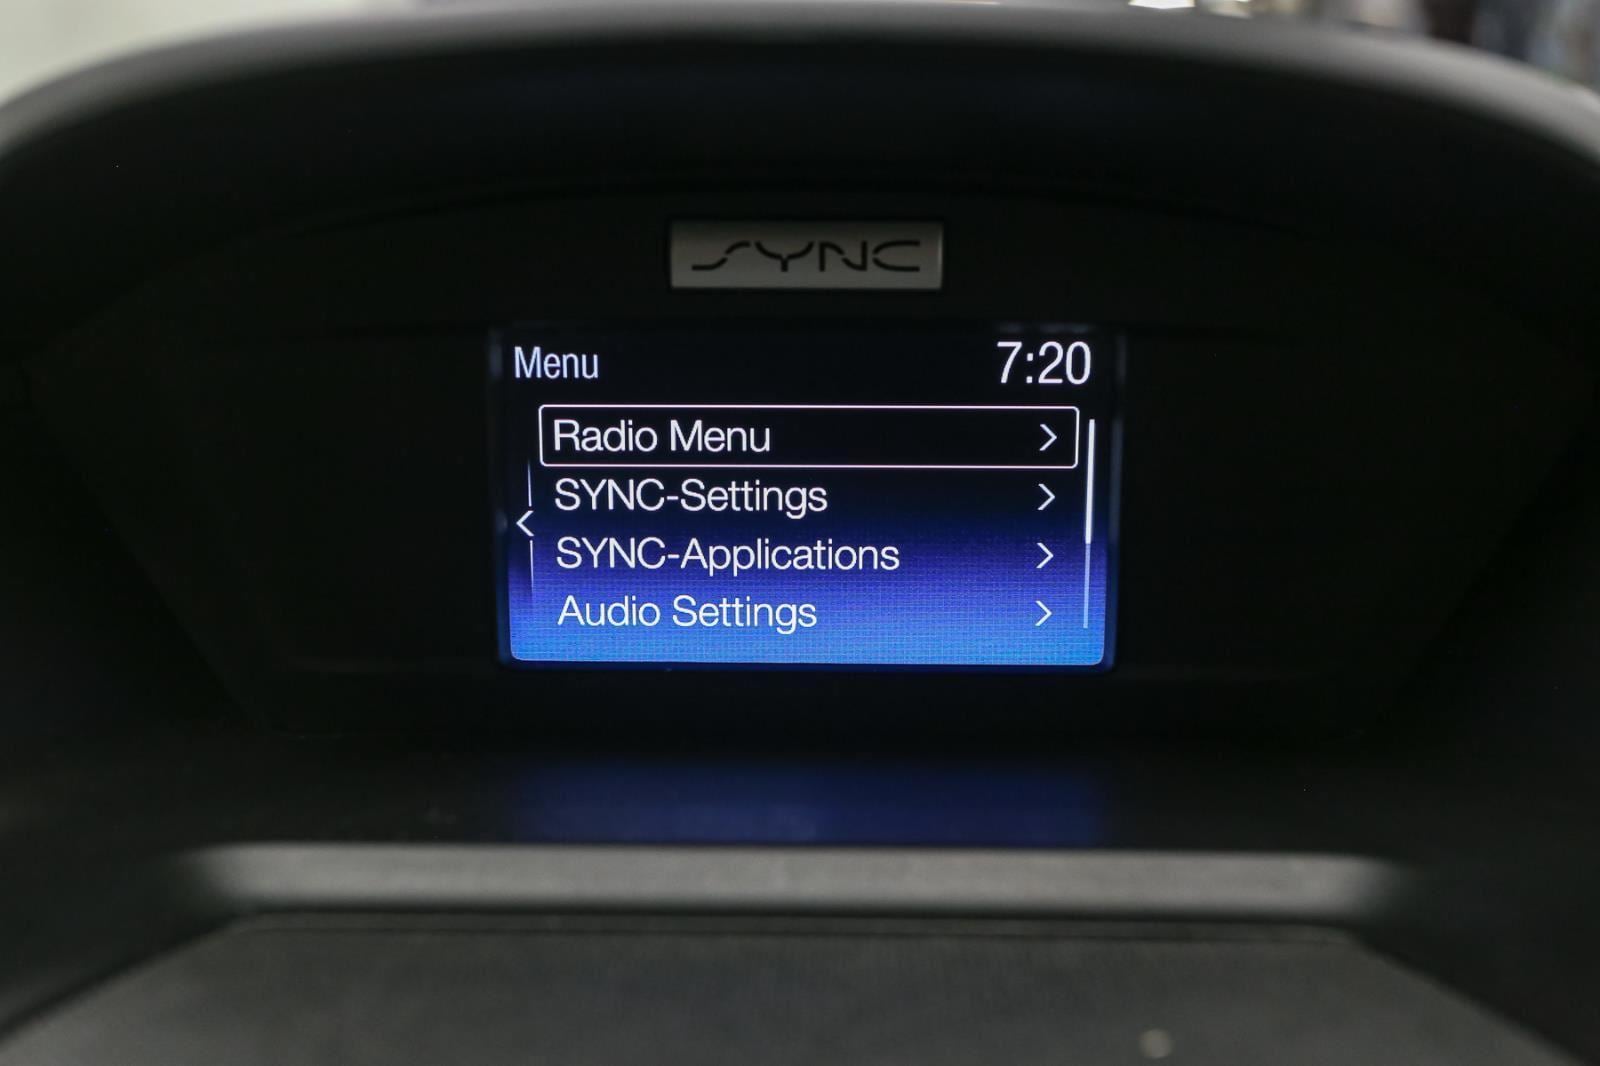 SYNC
Menu 7:20
Radio Menu >
SYNC-Settings >
< SYNC-Applications >
Audio Settings >